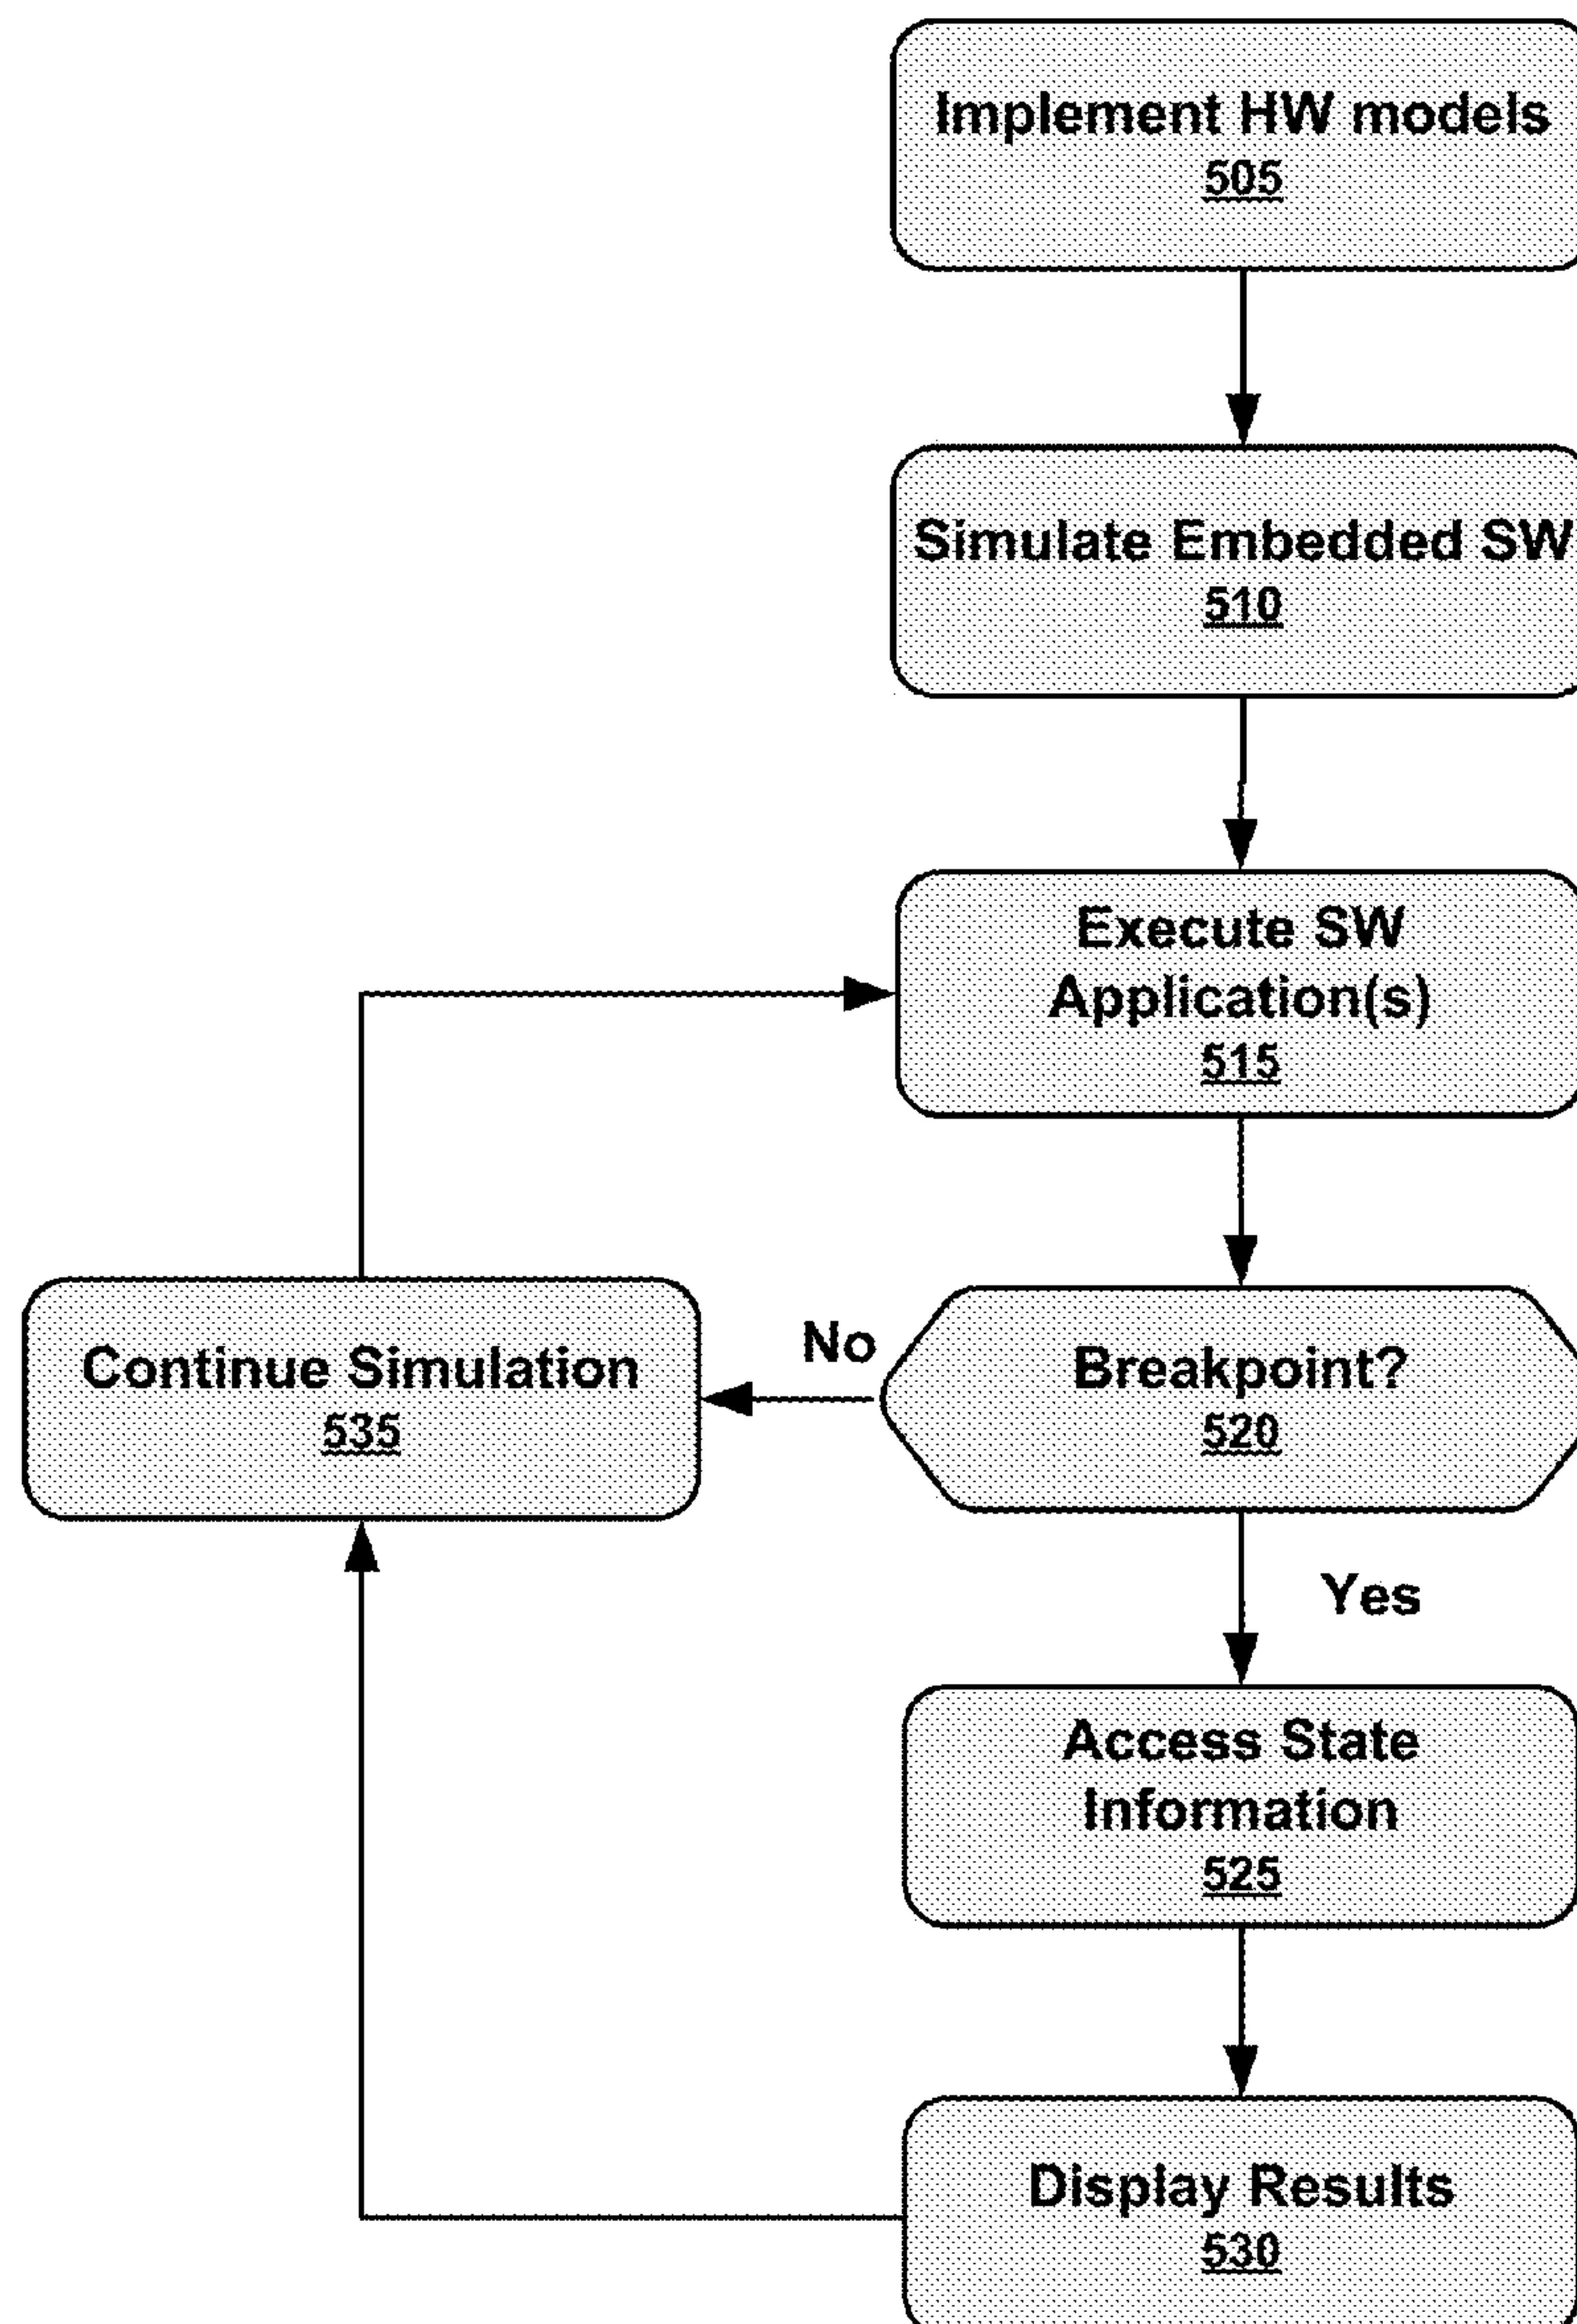 Implement HW models
505
Simulate Embedded SW
510
Execute SW
Application(s)
515
No
Continue Simulation
535
Breakpoint?
520
Yes
Access State
Information
525
Display Results
530